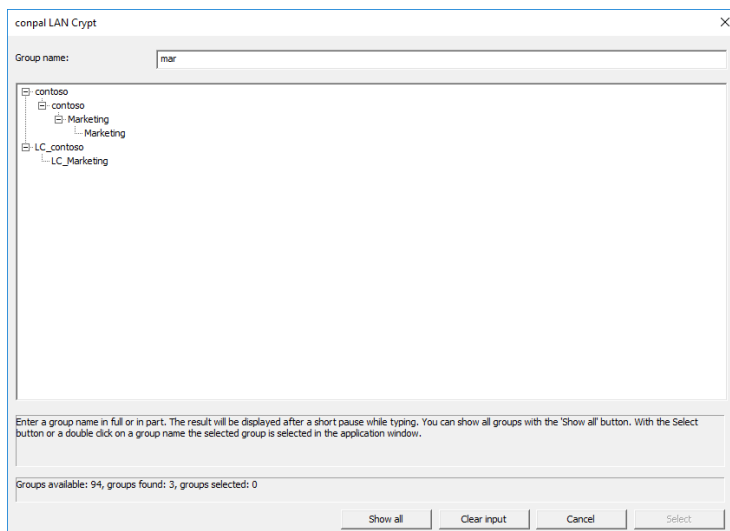 conpal LAN Crypt
Group name:
mar
contoso
contoso
Marketing
Marketing
LC_contoso
LC_Marketing
Enter a group name in full or in part. The result will be displayed after a short pause while typing. You can show all groups with the 'Show all' button. With the Select
button or a double click on a group name the selected group is selected in the application window.
Groups available: 94, groups found: 3, groups selected: 0
Show all
Clear input
Cancel
Select